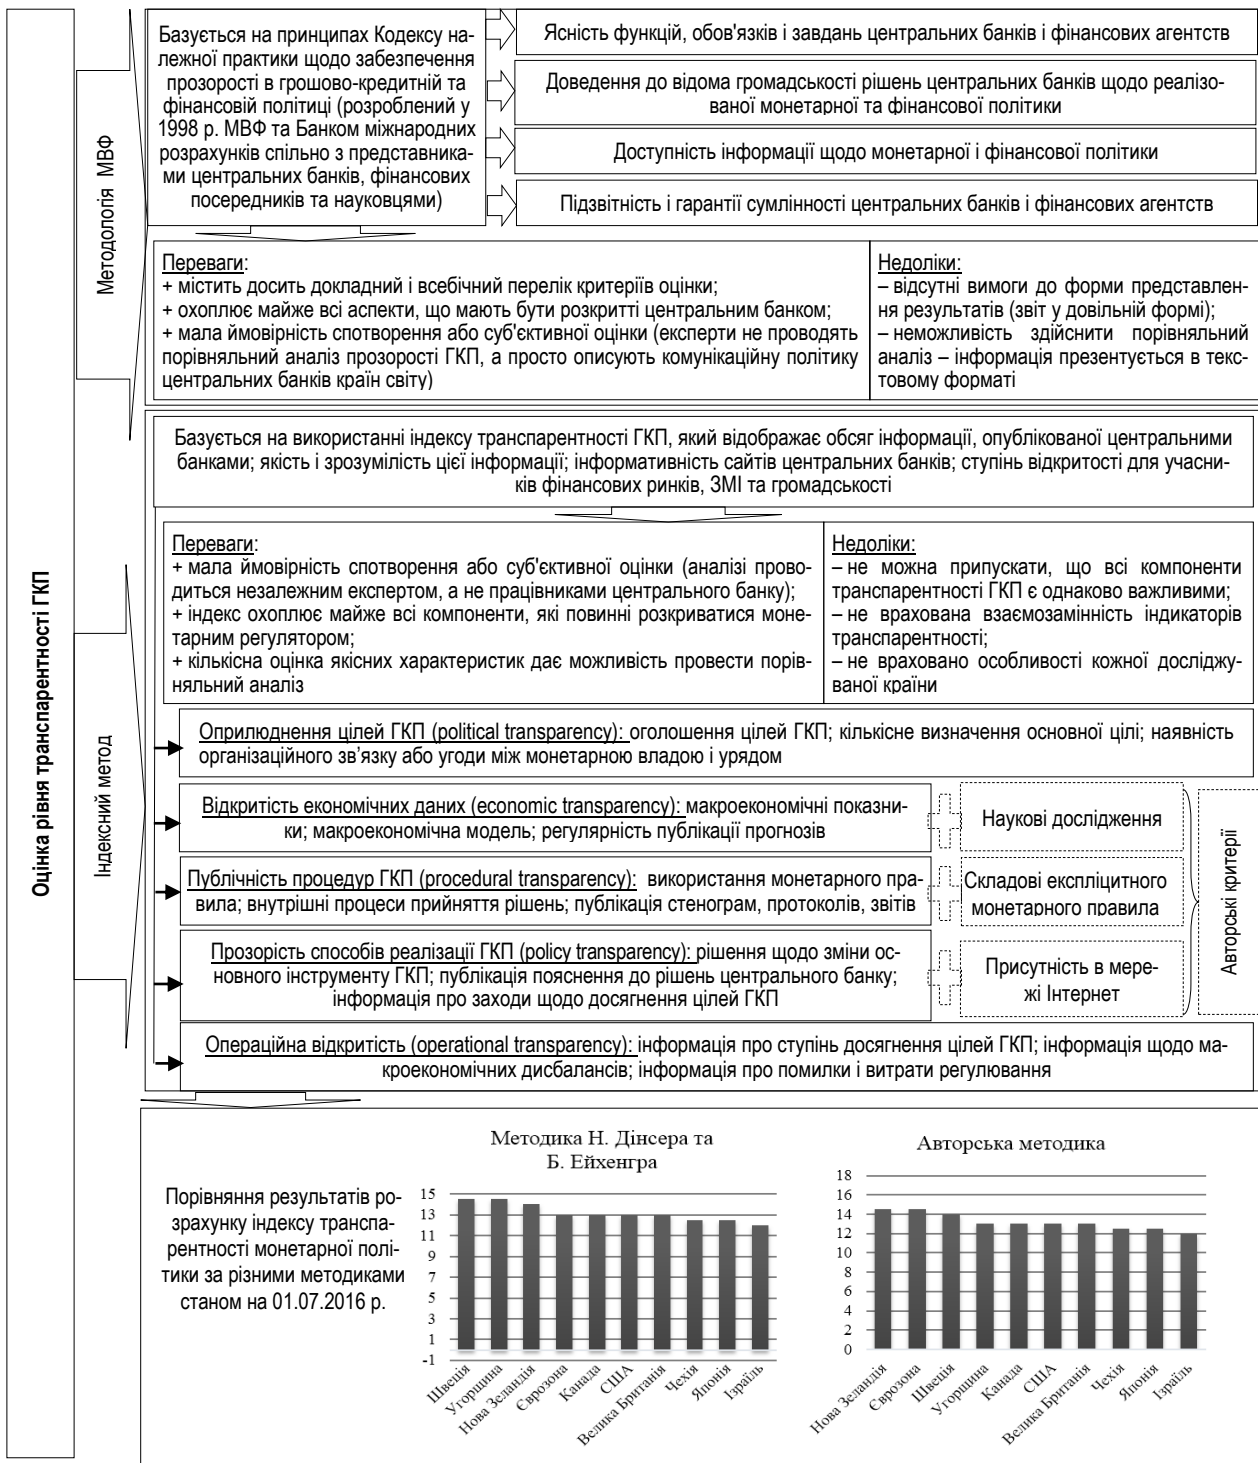 Оцінка рівня транспарентності ГКП
Методологія МВФ
Базується на принципах Кодексу на-
лежної практики щодо забезпечення
прозорості в грошово-кредитній та
фінансовій політиці (розроблений у
1998 р. МВФ та Банком міжнародних
розрахунків спільно з представника-
ми центральних банків, фінансових
посередників та науковцями)
Ясність функцій, обов'язків і завдань центральних банків і фінансових агентств
Доведення до відома громадськості рішень центральних банків щодо реалізо-
ваної монетарної та фінансової політики
Доступність інформації щодо монетарної і фінансової політики
Підзвітність і гарантії сумлінності центральних банків і фінансових агентств
Переваги:
+ містить досить докладний і всебічний перелік критеріїв оцінки;
+ охоплює майже всі аспекти, що мають бути розкритті центральним банком;
+ мала ймовірність спотворення або суб'єктивної оцінки (експерти не проводять
порівняльний аналіз прозорості ГКП, а просто описують комунікаційну політику
центральних банків країн світу)
Недоліки:
– відсутні вимоги до форми представлен-
ня результатів (звіт у довільній формі);
– неможливість здійснити порівняльний
аналіз – інформація презентується в текс-
товому форматі
Індексний метод
Базується на використанні індексу транспарентності ГКП, який відображає обсяг інформації, опублікованої центральними
банками; якість і зрозумілість цієї інформації; інформативність сайтів центральних банків; ступінь відкритості для учасни-
ків фінансових ринків, ЗМІ та громадськості
Переваги:
+ мала ймовірність спотворення або суб'єктивної оцінки (аналізі прово-
диться незалежним експертом, а не працівниками центрального банку);
+ індекс охоплює майже всі компоненти, які повинні розкриватися моне-
тарним регулятором;
+ кількісна оцінка якісних характеристик дає можливість провести порів-
няльний аналіз
Недоліки:
– не можна припускати, що всі компоненти
транспарентності ГКП є однаково важливими;
– не врахована взаємозамінність індикаторів
транспарентності;
– не враховано особливості кожної досліджу-
ваної країни
Оприлюднення цілей ГКП (political transparency): оголошення цілей ГКП; кількісне визначення основної цілі; наявність
організаційного зв’язку або угоди між монетарною владою і урядом
Відкритість економічних даних (economic transparency): макроекономічні показни-
ки; макроекономічна модель; регулярність публікації прогнозів
Наукові дослідження
Публічність процедур ГКП (procedural transparency): використання монетарного пра-
вила; внутрішні процеси прийняття рішень; публікація стенограм, протоколів, звітів
Складові експліцитного
монетарного правила
Прозорість способів реалізації ГКП (policy transparency): рішення щодо зміни ос-
новного інструменту ГКП; публікація пояснення до рішень центрального банку;
інформація про заходи щодо досягнення цілей ГКП
Присутність в мере-
жі Інтернет
Авторські критерії
Операційна відкритість (operational transparency): інформація про ступінь досягнення цілей ГКП; інформація щодо ма-
кроекономічних дисбалансів; інформація про помилки і витрати регулювання
Порівняння результатів ро-
зрахунку індексу транспа-
рентності монетарної полі-
тики за різними методиками
станом на 01.07.2016 р.
Методика Н. Дінсера та
Б. Ейхенгра
15
13
11
9
7
5
3
1
-1
Швеція
Угорщина
Нова Зеландія
Єврозона
Канада
США
Велика Британія
Чехія
Японія
Ізраїль
Авторська методика
18
16
14
12
10
8
6
4
2
0
Нова Зеландія
Єврозона
Швеція
Угорщина
Канада
США
Велика Британія
Чехія
Японія
Ізраїль